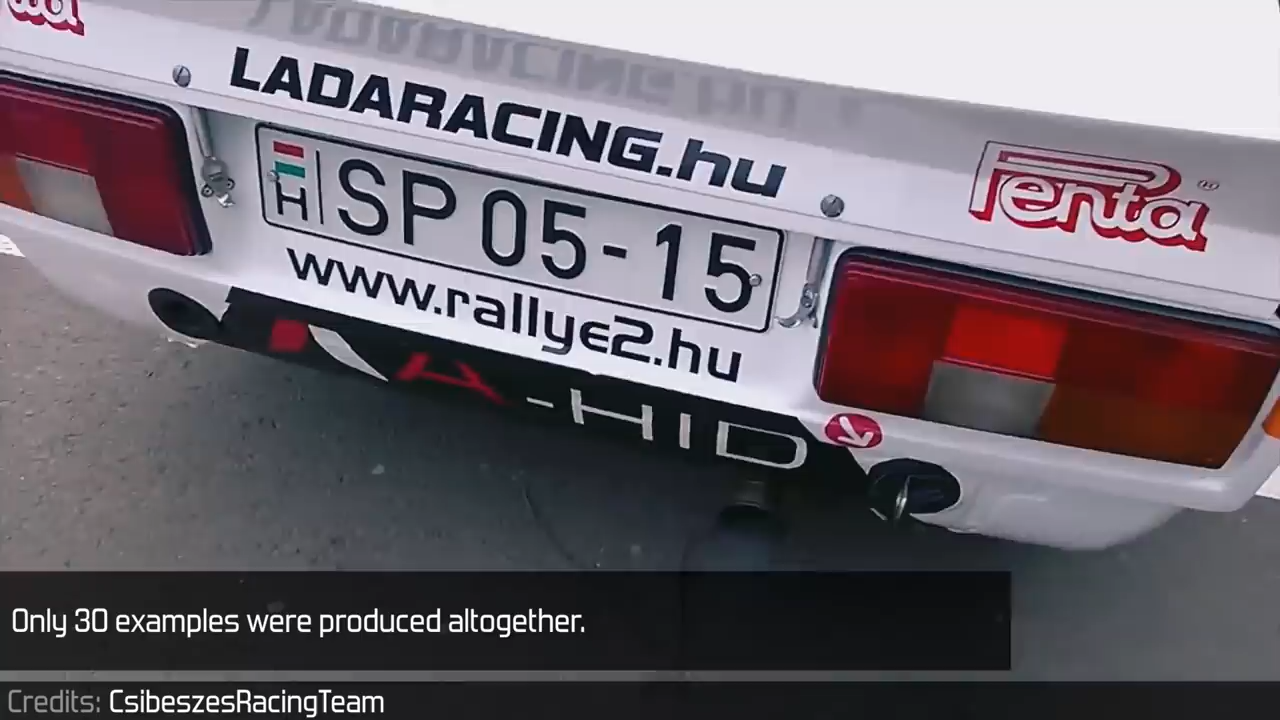 LADARACING.hu
Penta
H SP 05-15
www.rallye2.hu
A-HID
Only 30 examples were produced altogether.
Credits: CsibeszesRacingTeam